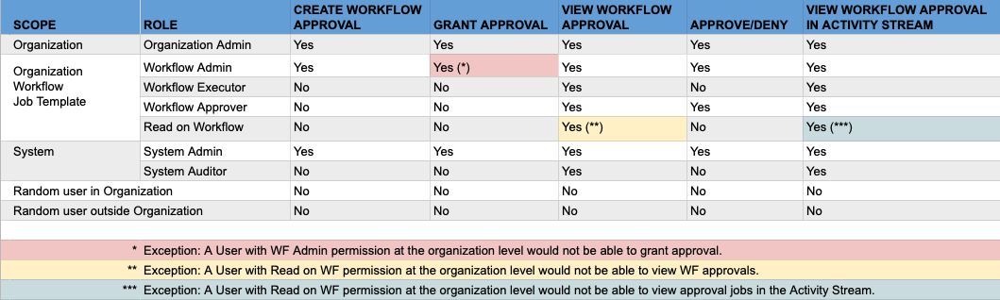 SCOPE ROLE CREATE WORKFLOW APPROVAL GRANT APPROVAL VIEW WORKFLOW APPROVAL APPROVE/DENY VIEW WORKFLOW APPROVAL IN ACTIVITY STREAM
Organization Organization Admin Yes Yes Yes Yes Yes
Organization Workflow Job Template Workflow Admin Yes Yes (*) Yes Yes Yes
Workflow Executor No No Yes No Yes
Workflow Approver No No Yes Yes Yes
Read on Workflow No No Yes (**) No Yes (***)
System System Admin Yes Yes Yes Yes Yes
System Auditor No No Yes No Yes
Random user in Organization No No No No No
Random user outside Organization No No No No No
* Exception: A User with WF Admin permission at the organization level would not be able to grant approval.
** Exception: A User with Read on WF permission at the organization level would not be able to view WF approvals.
*** Exception: A User with Read on WF permission at the organization level would not be able to view approval jobs in the Activity Stream.